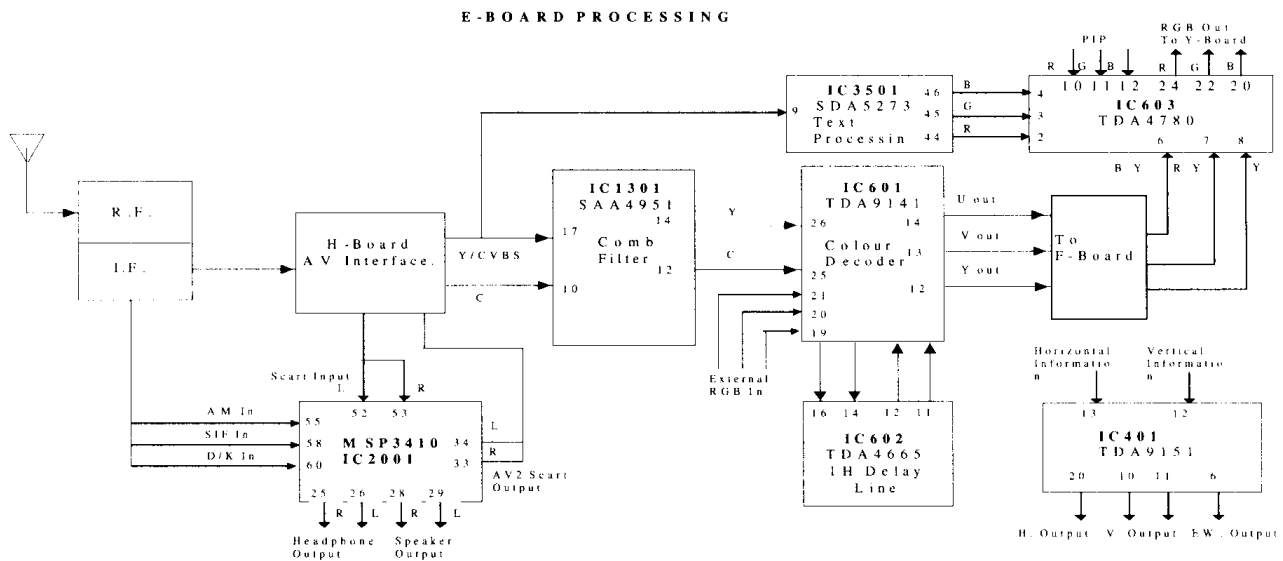 E-BOARD PROCESSING
RGB Out
To Y-Board
PIP
R G B R G B
10 11 12 24 22 20
IC603
TDA4780
4
3
2
6 7 8
B Y R Y Y
IC3501
SDA5273
Text
Processin
9
46 B
45 G
44 R
R.F.
I.F.
H-Board
AV Interface.
Y/CVBS
C
IC1301
SAA4951
Comb
Filter
17
10
14
12
Y
C
IC601
TDA9141
Colour
Decoder
26
25
21
20
19
14
13
12
U out
V out
Y out
To
F-Board
External
RGB In
16 14 12 11
IC602
TDA4665
1H Delay
Line
Scart Input
L R
52 53
AM In
SIF In
D/K In
55
58
60
MSP3410
IC2001
34 L
33 R
AV2 Scart
Output
25 26 28 29
R L R L
Headphone
Output
Speaker
Output
Horizontal
Informatio
n
Vertical
Informatio
n
13 12
IC401
TDA9151
20 10 11 6
H. Output V. Output EW. Output